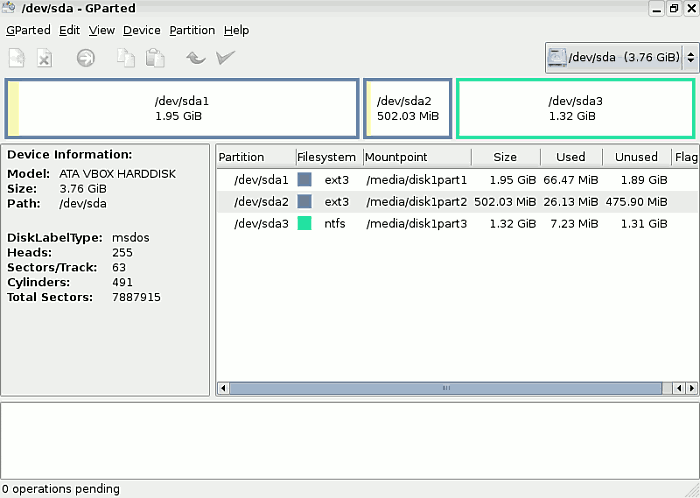 /dev/sda - GParted
GParted Edit View Device Partition Help
/dev/sda (3.76 GiB)
/dev/sda1
1.95 GiB
/dev/sda2
502.03 MiB
/dev/sda3
1.32 GiB
Device Information:
Model: ATA VBOX HARDDISK
Size: 3.76 GiB
Path: /dev/sda
DiskLabelType: msdos
Heads: 255
Sectors/Track: 63
Cylinders: 491
Total Sectors: 7887915
Partition Filesystem Mountpoint Size Used Unused Flag
/dev/sda1 ext3 /media/disk1part1 1.95 GiB 66.47 MiB 1.89 GiB
/dev/sda2 ext3 /media/disk1part2 502.03 MiB 26.13 MiB 475.90 MiB
/dev/sda3 ntfs /media/disk1part3 1.32 GiB 7.23 MiB 1.31 GiB
0 operations pending